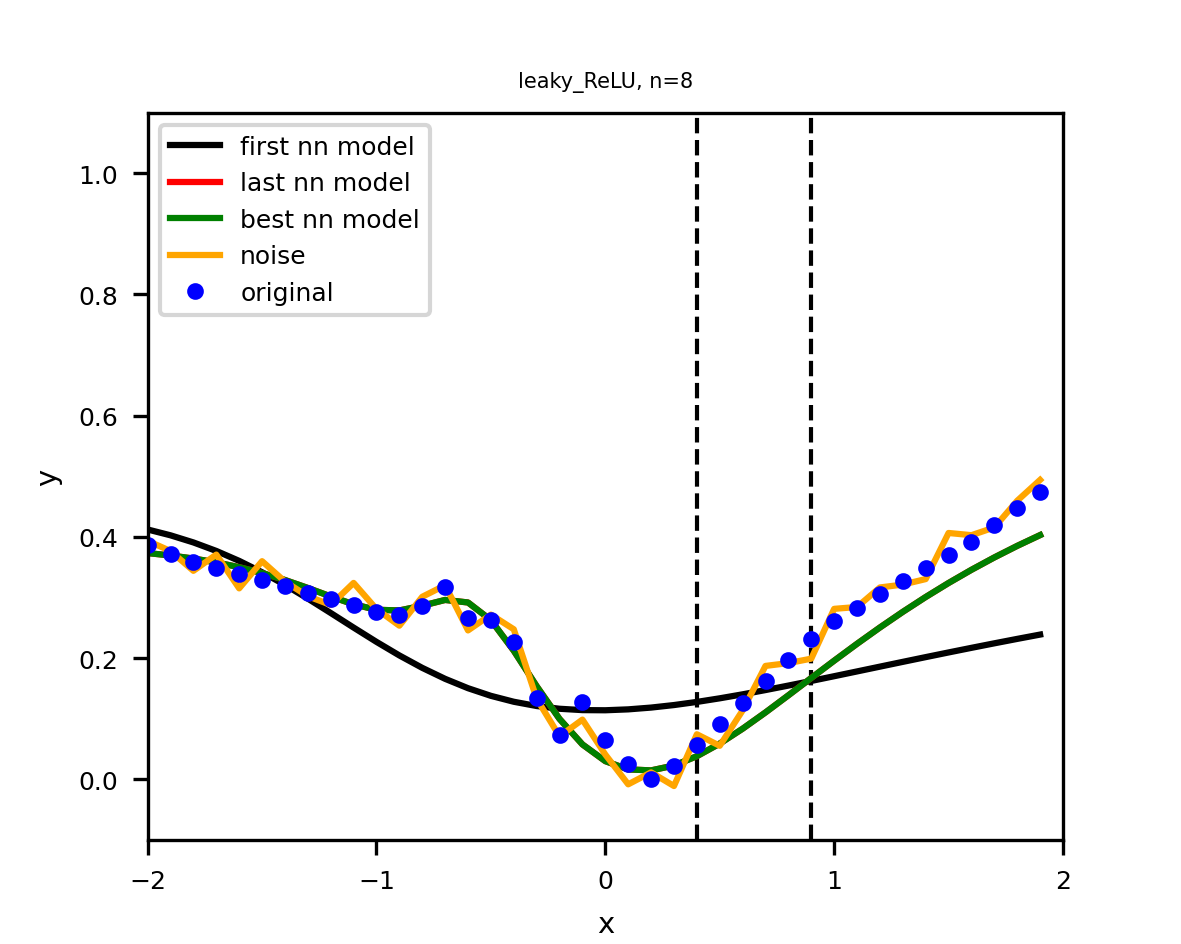 leaky_ReLU, n=8
first nn model
last nn model
best nn model
noise
original
1.0
0.8
0.6
0.4
0.2
0.0
y
−2
−1
0
1
2
x